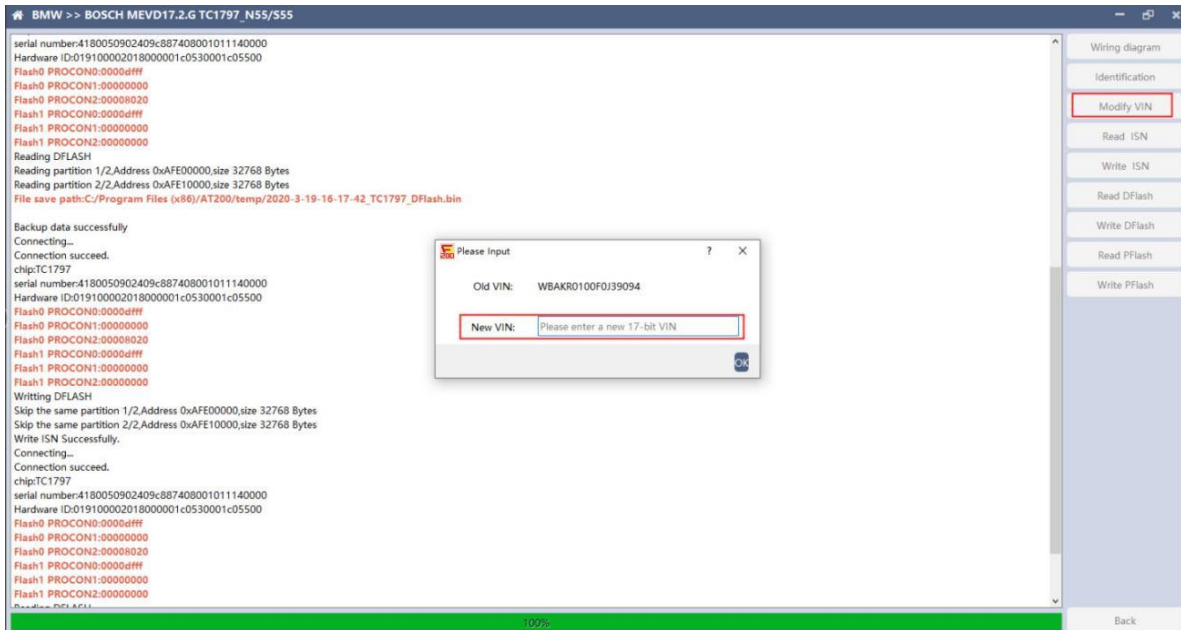 BMW >> BOSCH MEVD17.2.G TC1797_N55/S55
serial number:4180050902409c887408001011140000
Hardware ID:019100002018000001c0530001c05500
Flash0 PROCON0:0000dfff
Flash0 PROCON1:00000000
Flash0 PROCON2:00008020
Flash1 PROCON0:0000dfff
Flash1 PROCON1:00000000
Flash1 PROCON2:00000000
Reading DFLASH
Reading partition 1/2,Address 0xAFE00000,size 32768 Bytes
Reading partition 2/2,Address 0xAFE10000,size 32768 Bytes
File save path:C:/Program Files (x86)/AT200/temp/2020-3-19-16-17-42_TC1797_DFlash.bin
Backup data successfully
Connecting...
Connection succeed.
chip:TC1797
serial number:4180050902409c887408001011140000
Hardware ID:019100002018000001c0530001c05500
Flash0 PROCON0:0000dfff
Flash0 PROCON1:00000000
Flash0 PROCON2:00008020
Flash1 PROCON0:0000dfff
Flash1 PROCON1:00000000
Flash1 PROCON2:00000000
Writting DFLASH
Skip the same partition 1/2,Address 0xAFE00000,size 32768 Bytes
Skip the same partition 2/2,Address 0xAFE10000,size 32768 Bytes
Write ISN Successfully.
Connecting...
Connection succeed.
chip:TC1797
serial number:4180050902409c887408001011140000
Hardware ID:019100002018000001c0530001c05500
Flash0 PROCON0:0000dfff
Flash0 PROCON1:00000000
Flash0 PROCON2:00008020
Flash1 PROCON0:0000dfff
Flash1 PROCON1:00000000
Flash1 PROCON2:00000000
Reading DFLASH
100%
Please Input
?
Old VIN: WBAKR0100F0J39094
New VIN: Please enter a new 17-bit VIN
OK
Wiring diagram
Identification
Modify VIN
Read ISN
Write ISN
Read DFlash
Write DFlash
Read PFlash
Write PFlash
Back